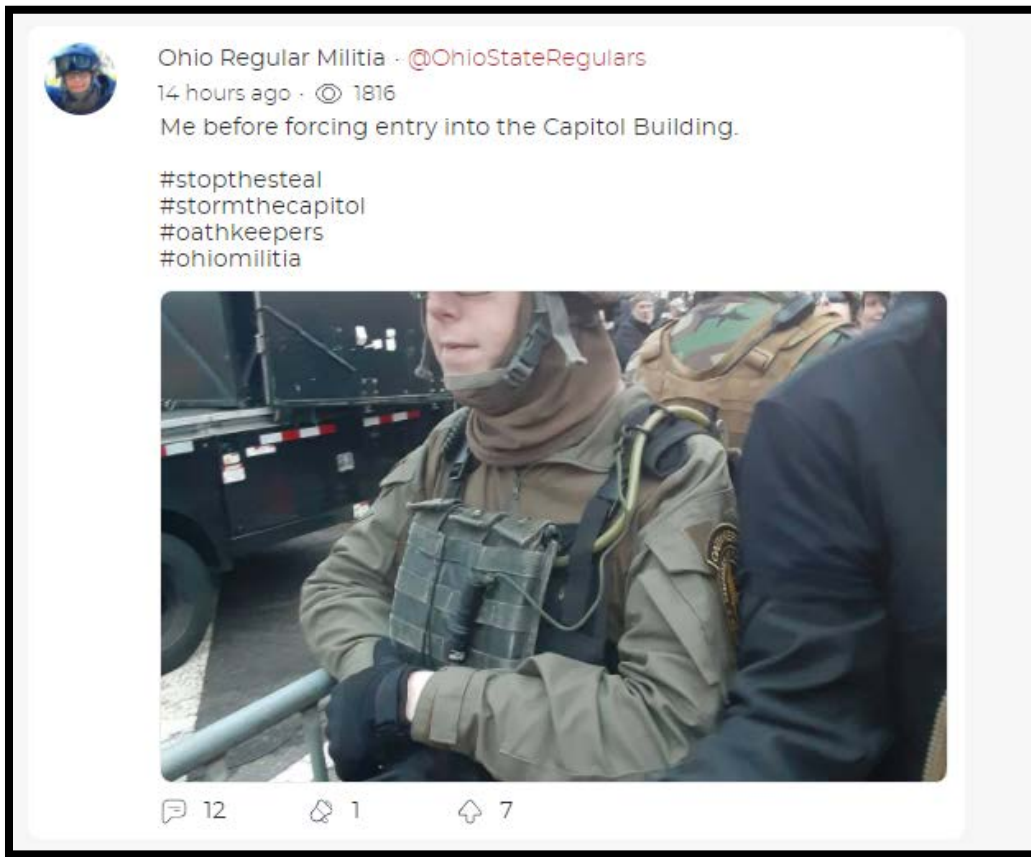 Ohio Regular Militia · @OhioStateRegulars
14 hours ago · 1816
Me before forcing entry into the Capitol Building.
#stopthesteal
#stormthecapitol
#oathkeepers
#ohiomilitia
12 1 7